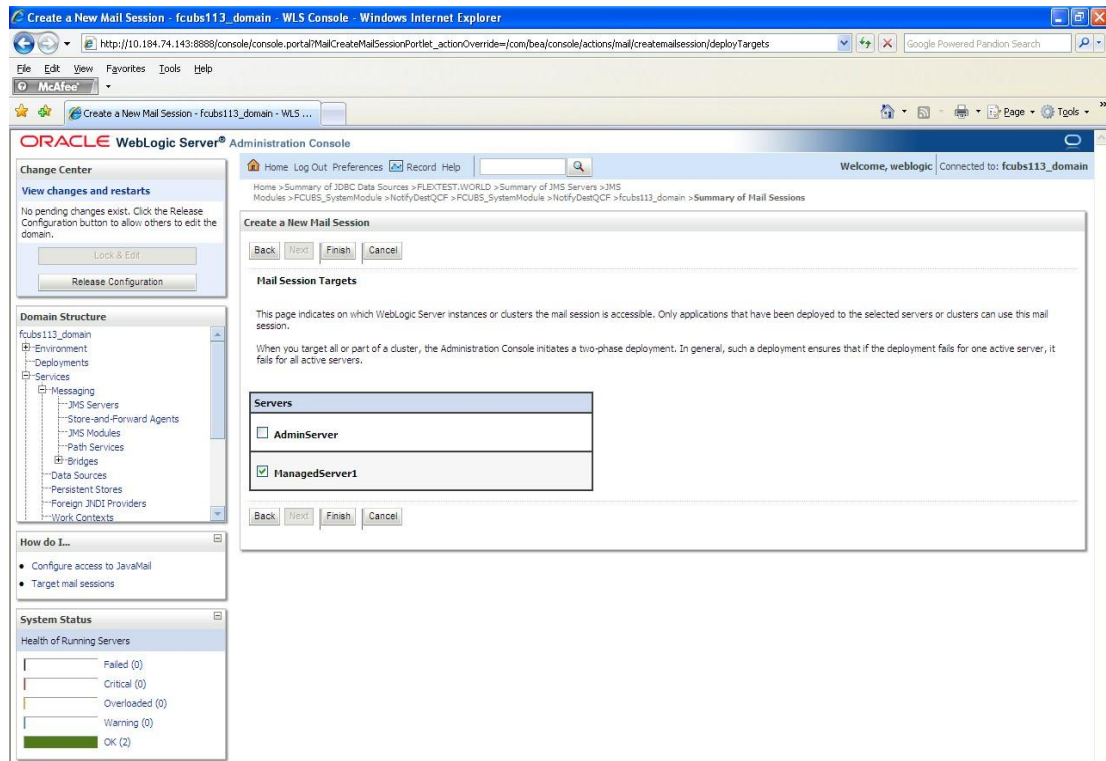 Create a New Mail Session - fcubs113_domain - WLS Console - Windows Internet Explorer
http://10.184.74.143:8888/console/console.portal?MailCreateMailSessionPortlet_actionOverride=/com/bea/console/actions/mail/createmailsession/deployTargets
Google Powered Pandion Search
File Edit View Favorites Tools Help
McAfee
Create a New Mail Session - fcubs113_domain - WLS ...
Page Tools
ORACLE WebLogic Server® Administration Console
Change Center
View changes and restarts
No pending changes exist. Click the Release
Configuration button to allow others to edit the
domain.
Lock & Edit
Release Configuration
Domain Structure
fcubs113_domain
Environment
Deployments
Services
Messaging
JMS Servers
Store-and-Forward Agents
JMS Modules
Path Services
Bridges
Data Sources
Persistent Stores
Foreign JNDI Providers
Work Contexts
How do I...
Configure access to JavaMail
Target mail sessions
System Status
Health of Running Servers
Failed (0)
Critical (0)
Overloaded (0)
Warning (0)
OK (2)
Home Log Out Preferences Record Help
Welcome, weblogic Connected to: fcubs113_domain
Home >Summary of JDBC Data Sources >FLEXTEST.WORLD >Summary of JMS Servers >JMS
Modules >FCUBS_SystemModule >NotifyDestQCF >FCUBS_SystemModule >NotifyDestQCF >fcubs113_domain >Summary of Mail Sessions
Create a New Mail Session
Back Next Finish Cancel
Mail Session Targets
This page indicates on which WebLogic Server instances or clusters the mail session is accessible. Only applications that have been deployed to the selected servers or clusters can use this mail
session.
When you target all or part of a cluster, the Administration Console initiates a two-phase deployment. In general, such a deployment ensures that if the deployment fails for one active server, it
fails for all active servers.
Servers
AdminServer
ManagedServer1
Back Next Finish Cancel